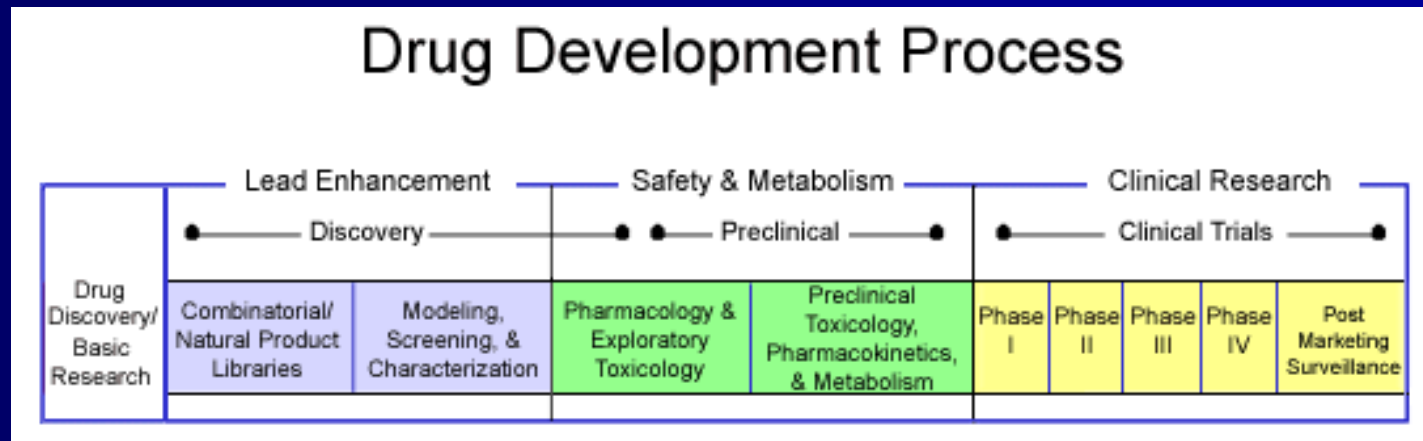 Drug Development Process
Lead Enhancement
Safety & Metabolism
Clinical Research
Discovery
Preclinical
Clinical Trials
Drug
Discovery/
Basic
Research
Combinatorial/
Natural Product
Libraries
Modeling,
Screening, &
Characterization
Pharmacology &
Exploratory
Toxicology
Preclinical
Toxicology,
Pharmacokinetics,
& Metabolism
Phase
I
Phase
II
Phase
III
Phase
IV
Post
Marketing
Surveillance